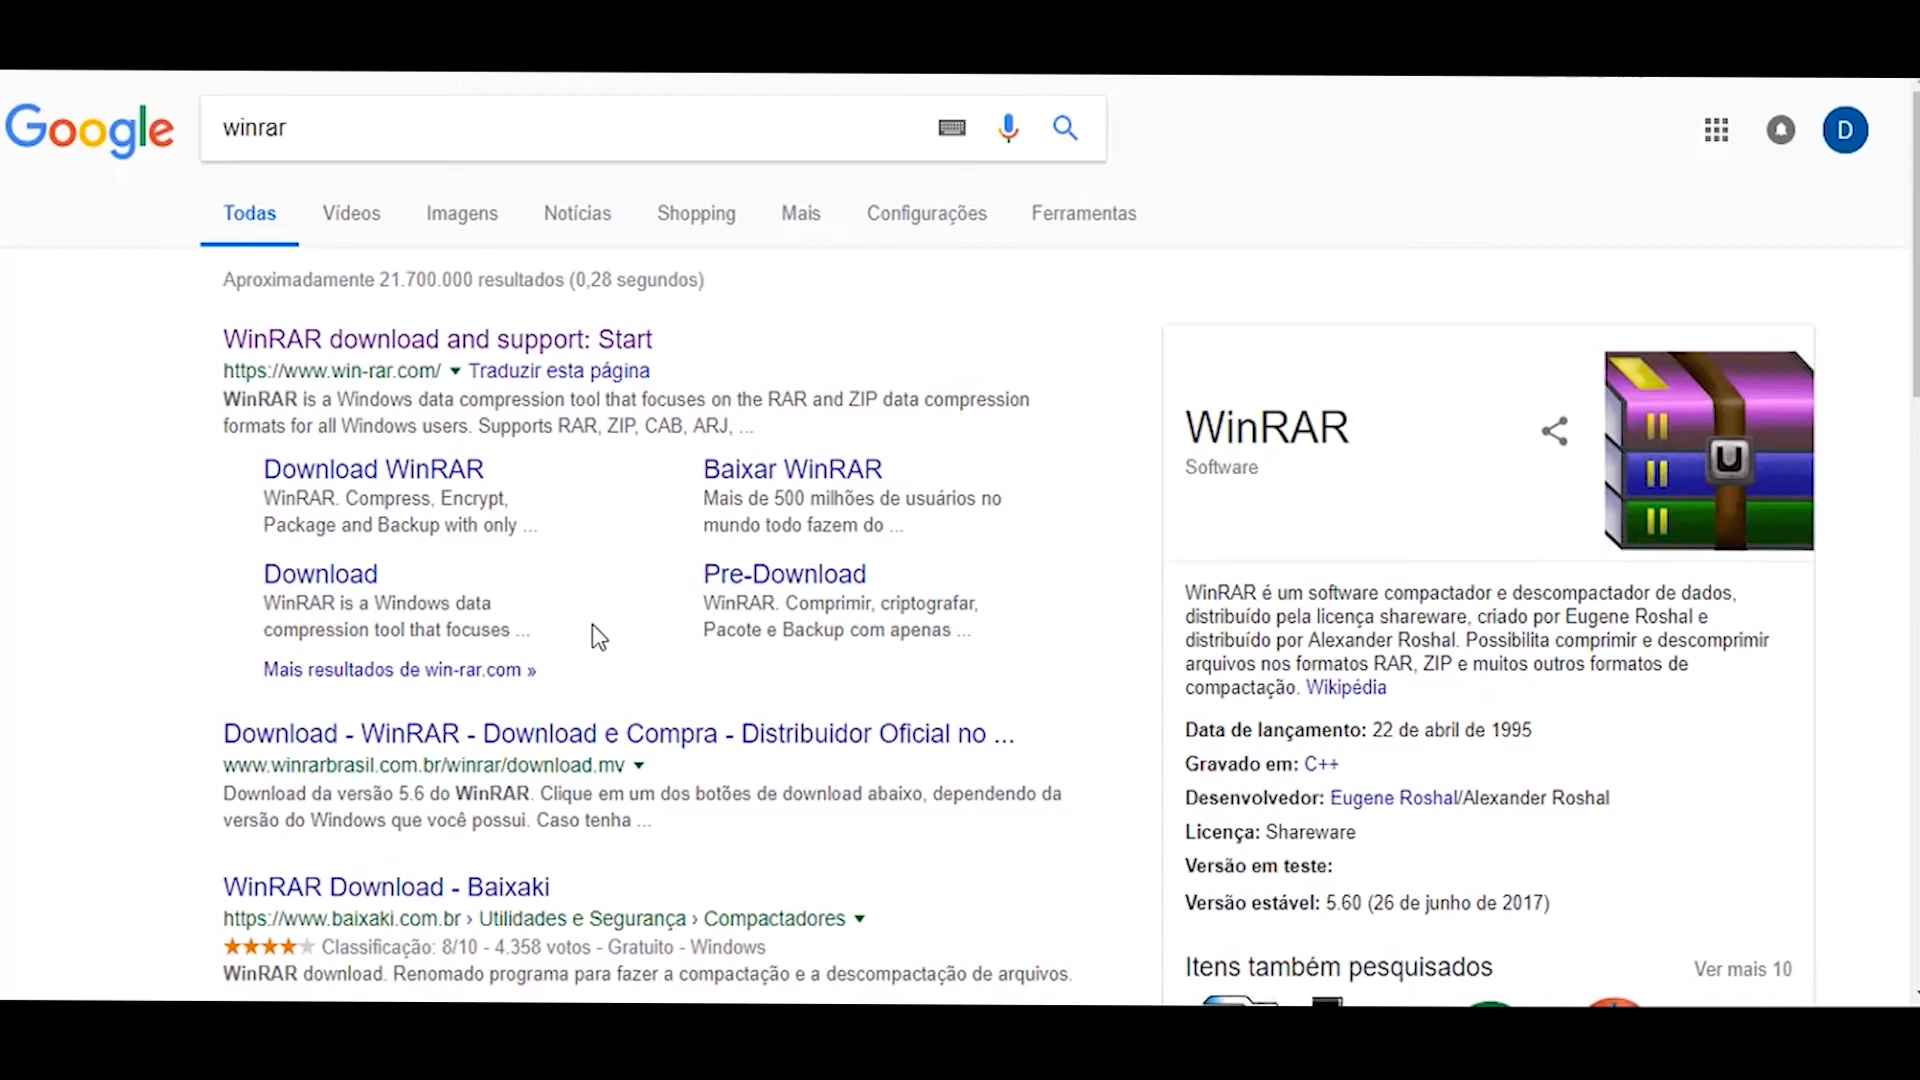 Google
winrar
D
Todas Vídeos Imagens Notícias Shopping Mais Configurações Ferramentas
Aproximadamente 21.700.000 resultados (0,28 segundos)
WinRAR download and support: Start
https://www.win-rar.com/ Traduzir esta página
WinRAR is a Windows data compression tool that focuses on the RAR and ZIP data compression
formats for all Windows users. Supports RAR, ZIP, CAB, ARJ, ...
Download WinRAR
WinRAR. Compress, Encrypt,
Package and Backup with only ...
Baixar WinRAR
Mais de 500 milhões de usuários no
mundo todo fazem do ...
Download
WinRAR is a Windows data
compression tool that focuses ...
Pre-Download
WinRAR. Comprimir, criptografar,
Pacote e Backup com apenas ...
Mais resultados de win-rar.com »
Download - WinRAR - Download e Compra - Distribuidor Oficial no ...
www.winrarbrasil.com.br/winrar/download.mv
Download da versão 5.6 do WinRAR. Clique em um dos botões de download abaixo, dependendo da
versão do Windows que você possui. Caso tenha ...
WinRAR Download - Baixaki
https://www.baixaki.com.br › Utilidades e Segurança › Compactadores
Classificação: 8/10 - 4.358 votos - Gratuito - Windows
WinRAR download. Renomado programa para fazer a compactação e a descompactação de arquivos.
WinRAR
Software
U
WinRAR é um software compactador e descompactador de dados,
distribuído pela licença shareware, criado por Eugene Roshal e
distribuído por Alexander Roshal. Possibilita comprimir e descomprimir
arquivos nos formatos RAR, ZIP e muitos outros formatos de
compactação. Wikipédia
Data de lançamento: 22 de abril de 1995
Gravado em: C++
Desenvolvedor: Eugene Roshal/Alexander Roshal
Licença: Shareware
Versão em teste:
Versão estável: 5.60 (26 de junho de 2017)
Itens também pesquisados Ver mais 10